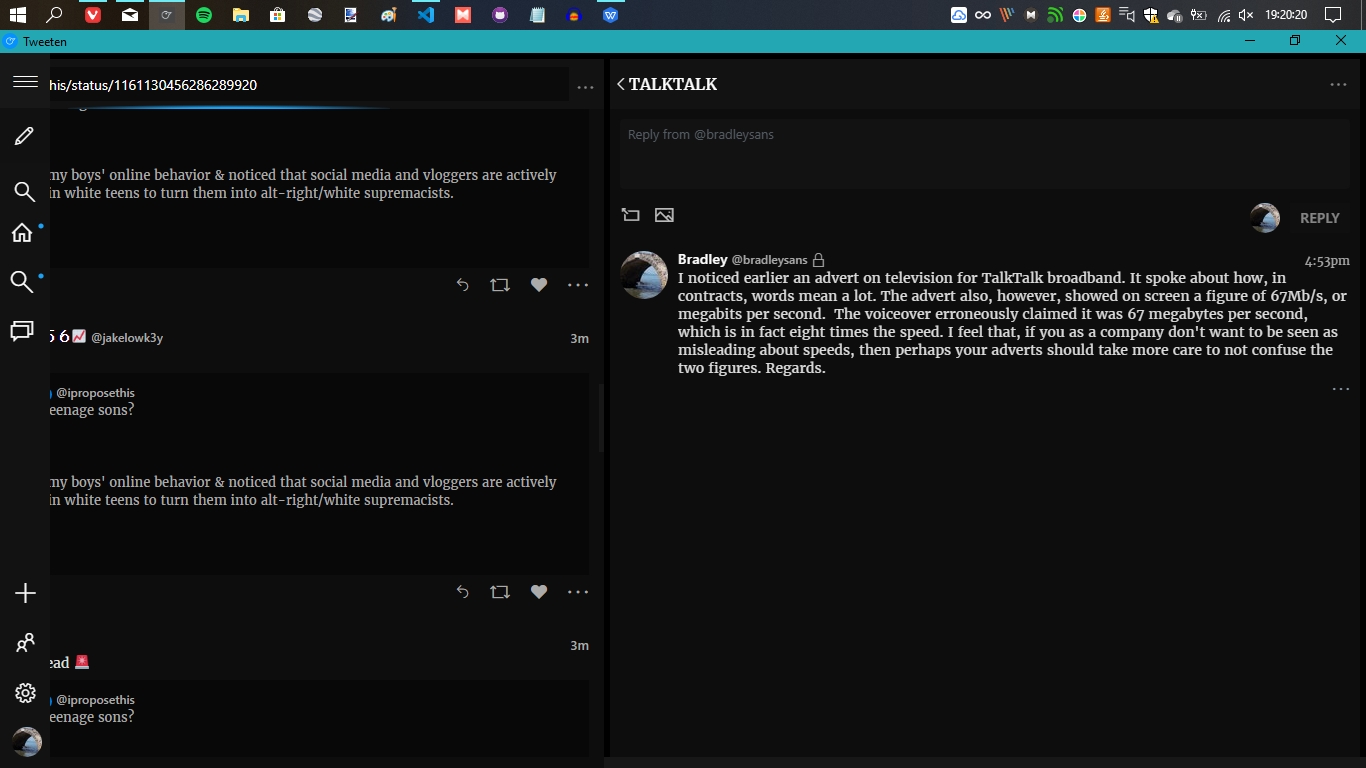 19:20:20
Tweeten
his/status/1161130456286289920
my boys' online behavior & noticed that social media and vloggers are actively
in white teens to turn them into alt-right/white supremacists.
5 6📈 @jakelowk3y
3m
@iproposethis
eenage sons?
my boys' online behavior & noticed that social media and vloggers are actively
in white teens to turn them into alt-right/white supremacists.
3m
ead 🚨
@iproposethis
eenage sons?
TALKTALK
Reply from @bradleysans
REPLY
Bradley @bradleysans
4:53pm
I noticed earlier an advert on television for TalkTalk broadband. It spoke about how, in
contracts, words mean a lot. The advert also, however, showed on screen a figure of 67Mb/s, or
megabits per second.  The voiceover erroneously claimed it was 67 megabytes per second,
which is in fact eight times the speed. I feel that, if you as a company don't want to be seen as
misleading about speeds, then perhaps your adverts should take more care to not confuse the
two figures. Regards.